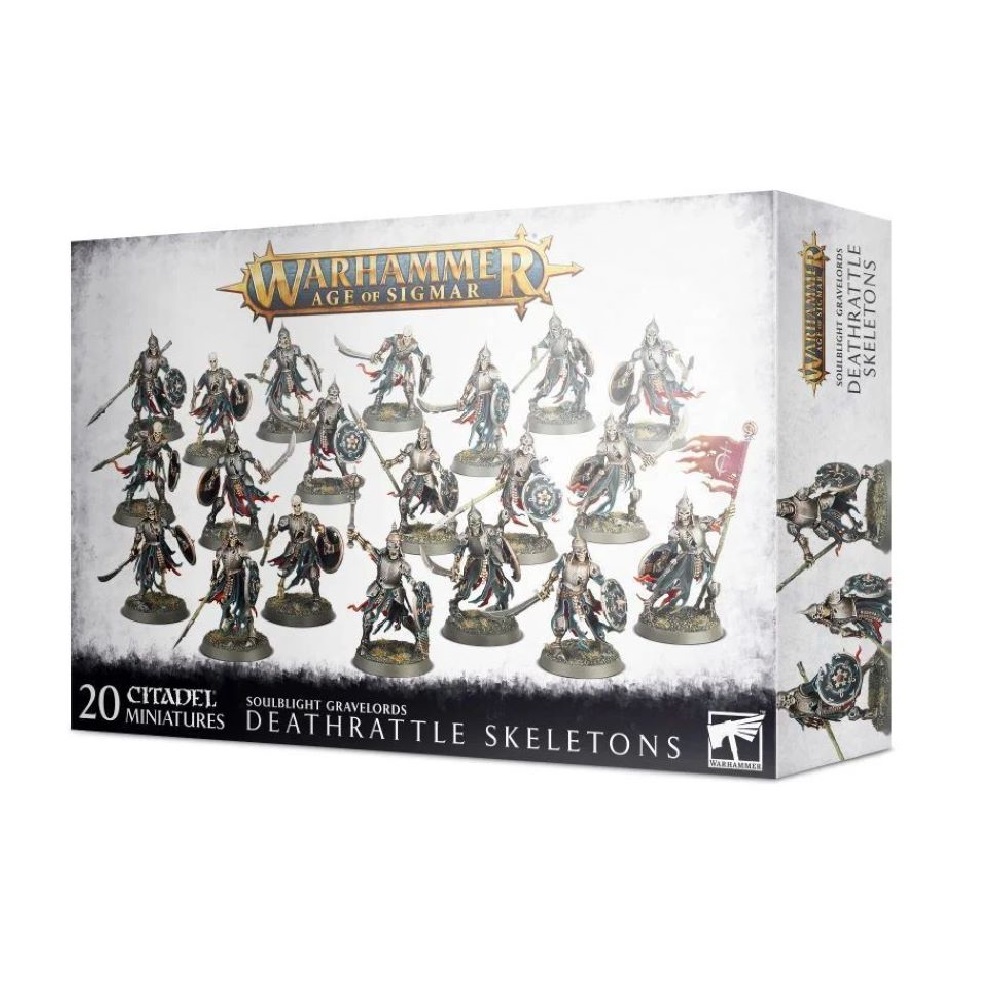 WARHAMMER
AGE OF SIGMAR
20 CITADEL
MINIATURES
SOULBLIGHT GRAVELORDS
DEATHRATTLE SKELETONS
WARHAMMER
WARHAMMER
AGE OF SIGMAR
SOULBLIGHT GRAVELORDS
DEATHRATTLE
SKELETONS